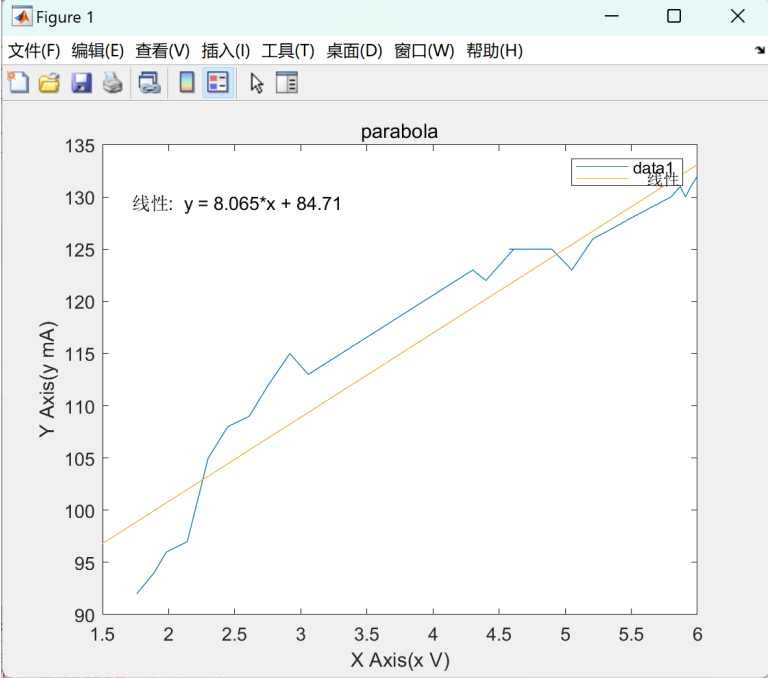 Figure 1
文件(F) 编辑(E) 查看(V) 插入(I) 工具(T) 桌面(D) 窗口(W) 帮助(H)
parabola
135
130
125
120
115
110
105
100
95
90
Y Axis(y mA)
线性: y = 8.065*x + 84.71
data1
线性
1.5 2 2.5 3 3.5 4 4.5 5 5.5 6
X Axis(x V)